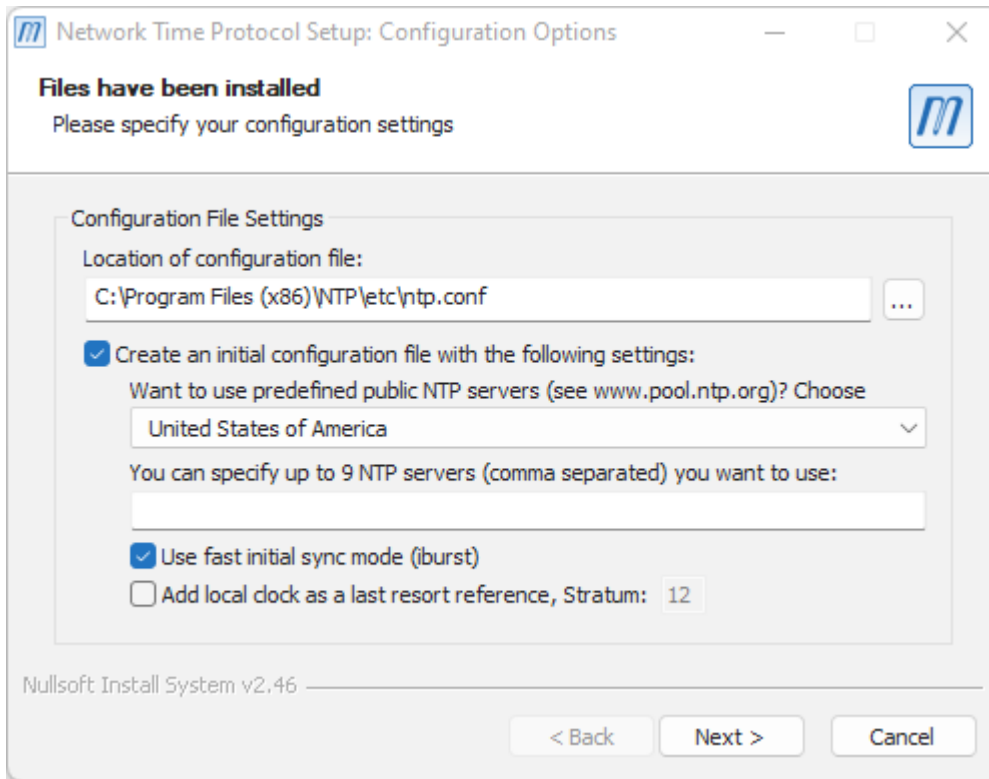 Network Time Protocol Setup: Configuration Options
Files have been installed
Please specify your configuration settings
Configuration File Settings
Location of configuration file:
C:\Program Files (x86)\NTP\etc\ntp.conf
...
Create an initial configuration file with the following settings:
Want to use predefined public NTP servers (see www.pool.ntp.org)? Choose
United States of America
You can specify up to 9 NTP servers (comma separated) you want to use:
Use fast initial sync mode (iburst)
Add local clock as a last resort reference, Stratum: 12
Nullsoft Install System v2.46
< Back Next > Cancel